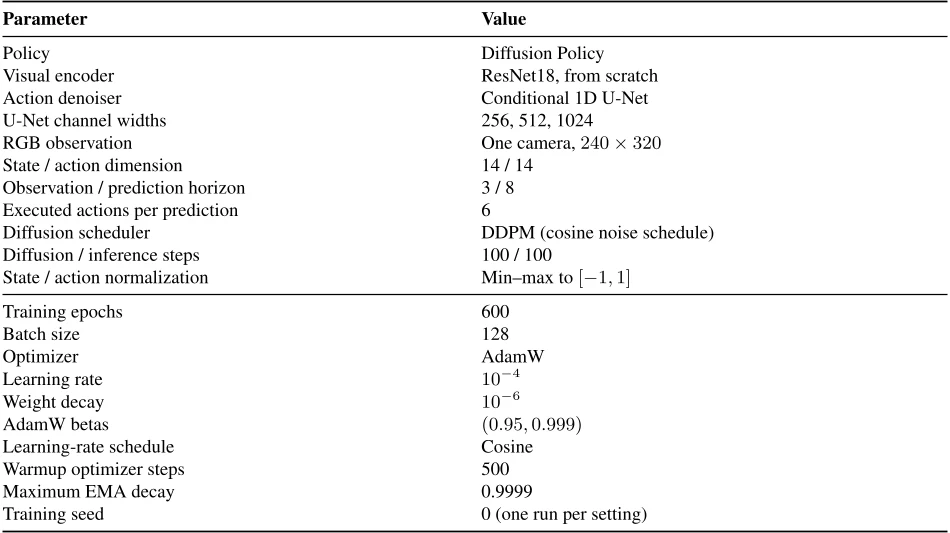 Parameter Value
Policy Diffusion Policy
Visual encoder ResNet18, from scratch
Action denoiser Conditional 1D U-Net
U-Net channel widths 256, 512, 1024
RGB observation One camera, 240 × 320
State / action dimension 14 / 14
Observation / prediction horizon 3 / 8
Executed actions per prediction 6
Diffusion scheduler DDPM (cosine noise schedule)
Diffusion / inference steps 100 / 100
State / action normalization Min–max to [−1, 1]
Training epochs 600
Batch size 128
Optimizer AdamW
Learning rate 10⁻⁴
Weight decay 10⁻⁶
AdamW betas (0.95, 0.999)
Learning-rate schedule Cosine
Warmup optimizer steps 500
Maximum EMA decay 0.9999
Training seed 0 (one run per setting)